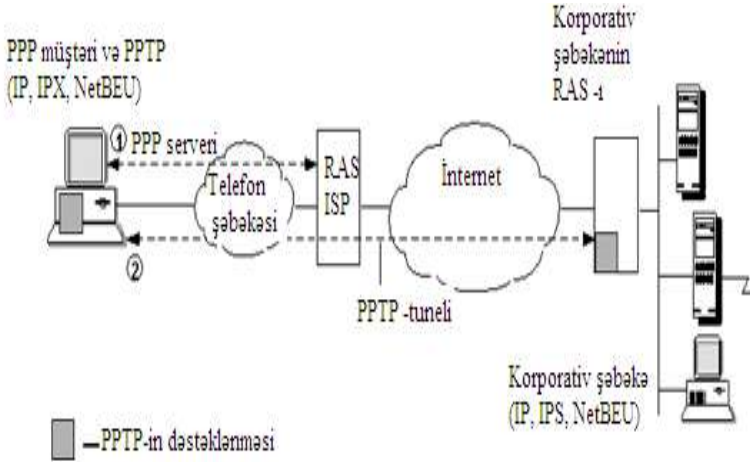 PPP müştəri və PPTP
(IP, IPX, NetBEU)
Korporativ
şəbəkənin
RAS -1
① PPP serveri
Telefon
şəbəkəsi
RAS
ISP
İnternet
②
PPTP -tuneli
Korporativ şəbəkə
(IP, IPS, NetBEU)
—PPTP-in dəstəklənməsi